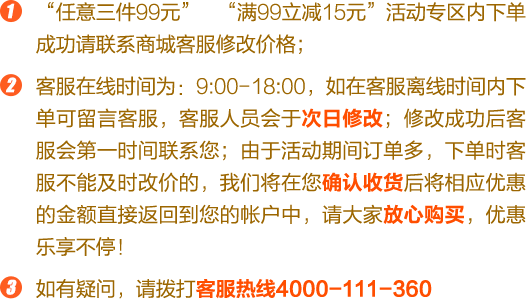 1 “任意三件99元” “满99立减15元”活动专区内下单
成功请联系商城客服修改价格；
2 客服在线时间为：9:00-18:00，如在客服离线时间内下
单可留言客服，客服人员会于次日修改；修改成功后客
服会第一时间联系您；由于活动期间订单多，下单时客
服不能及时改价的，我们将在您确认收货后将相应优惠
的金额直接返回到您的帐户中，请大家放心购买，优惠
乐享不停！
3 如有疑问，请拨打客服热线4000-111-360